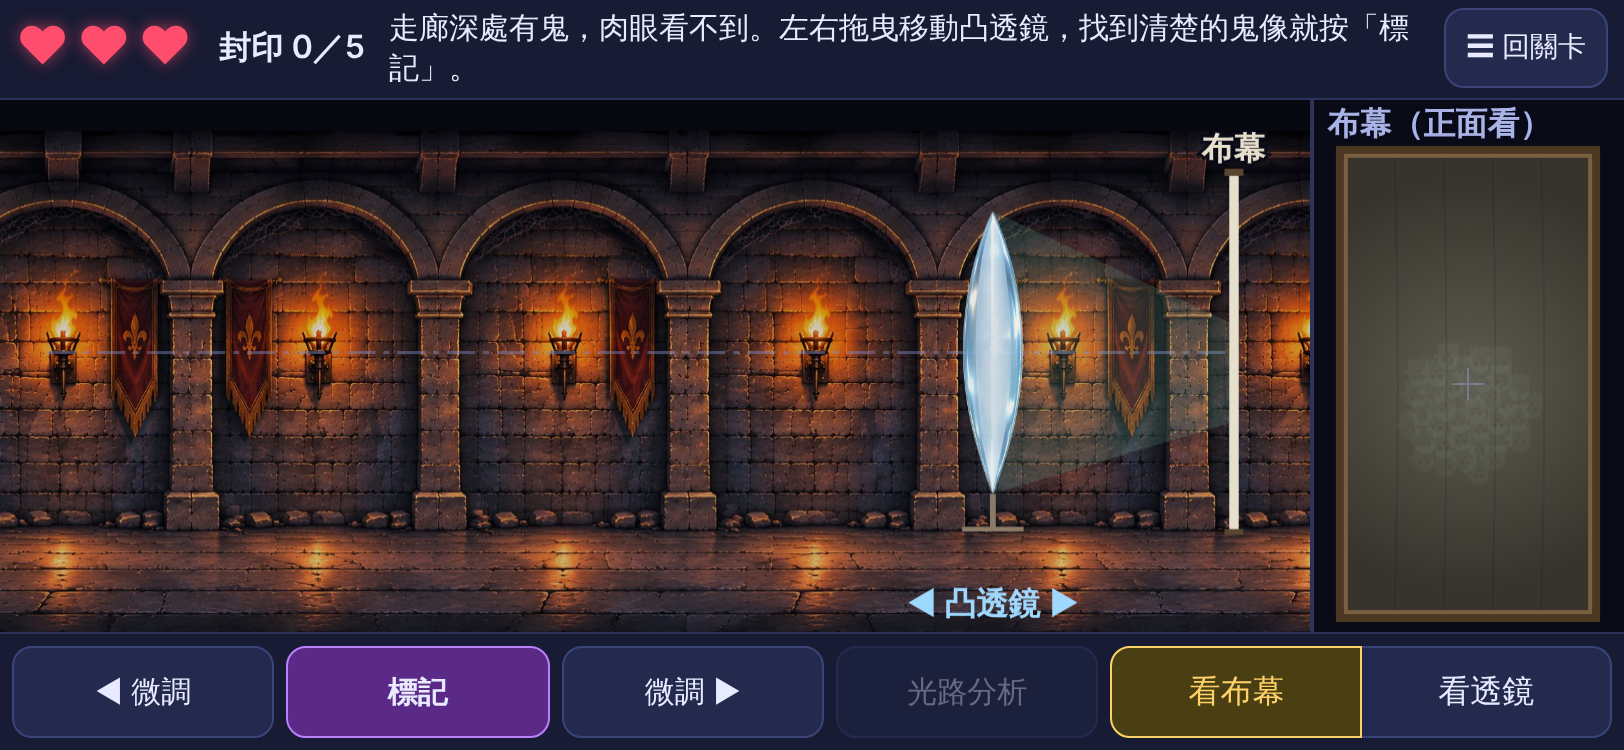 封印 0／5
走廊深處有鬼，肉眼看不到。左右拖曳移動凸透鏡，找到清楚的鬼像就按「標
記」。
☰ 回關卡
布幕
布幕（正面看）
◀ 凸透鏡 ▶
◀ 微調
標記
微調 ▶
光路分析
看布幕
看透鏡